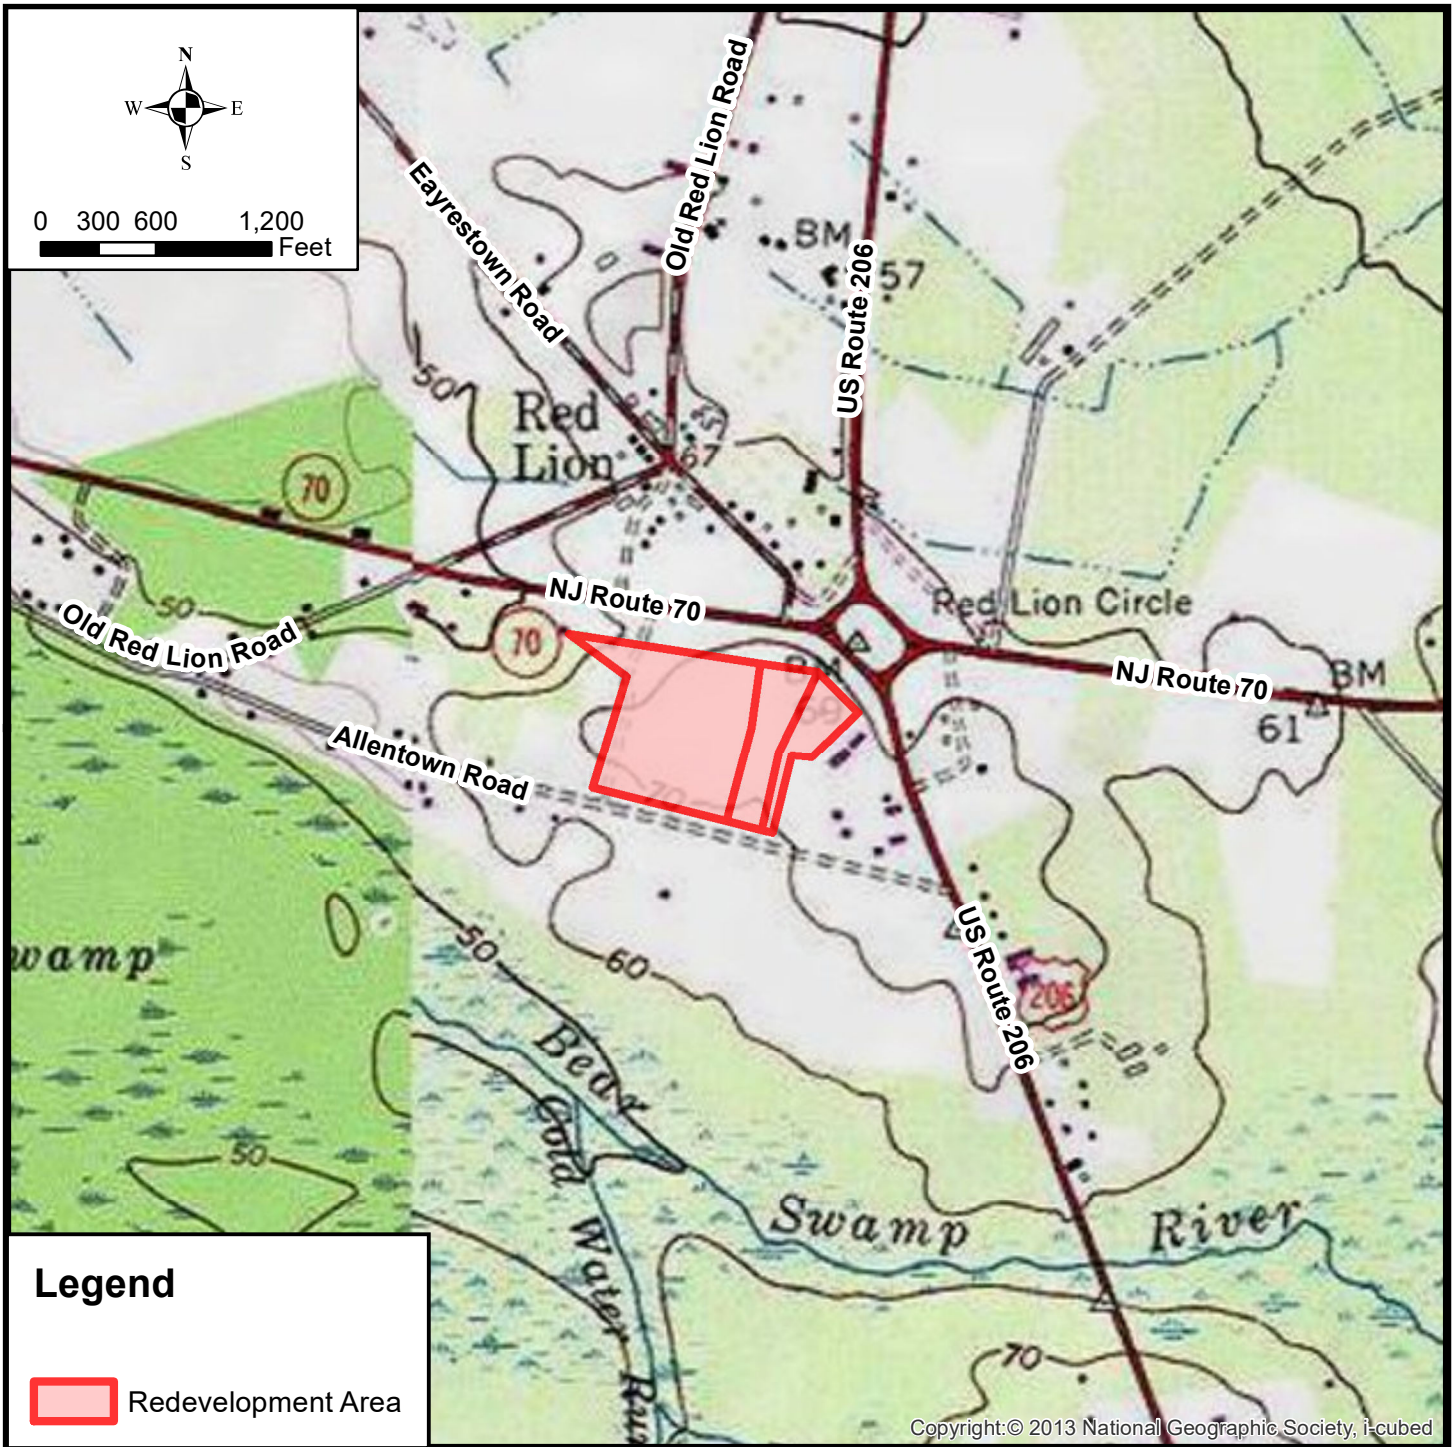 N
W E
S
0 300 600 1,200
Feet
Old Red Lion Road
Eayrestown Road
US Route 206
BM
57
50
Red
Lion
67
70
NJ Route 70
Red Lion Circle
50
Old Red Lion Road
70
BM
69
NJ Route 70
BM
61
Allentown Road
70
US Route 206
206
wamp
50
60
Bear
Cold
50
Swamp
River
Water
Run
70
Legend
Redevelopment Area
Copyright:© 2013 National Geographic Society, i-cubed